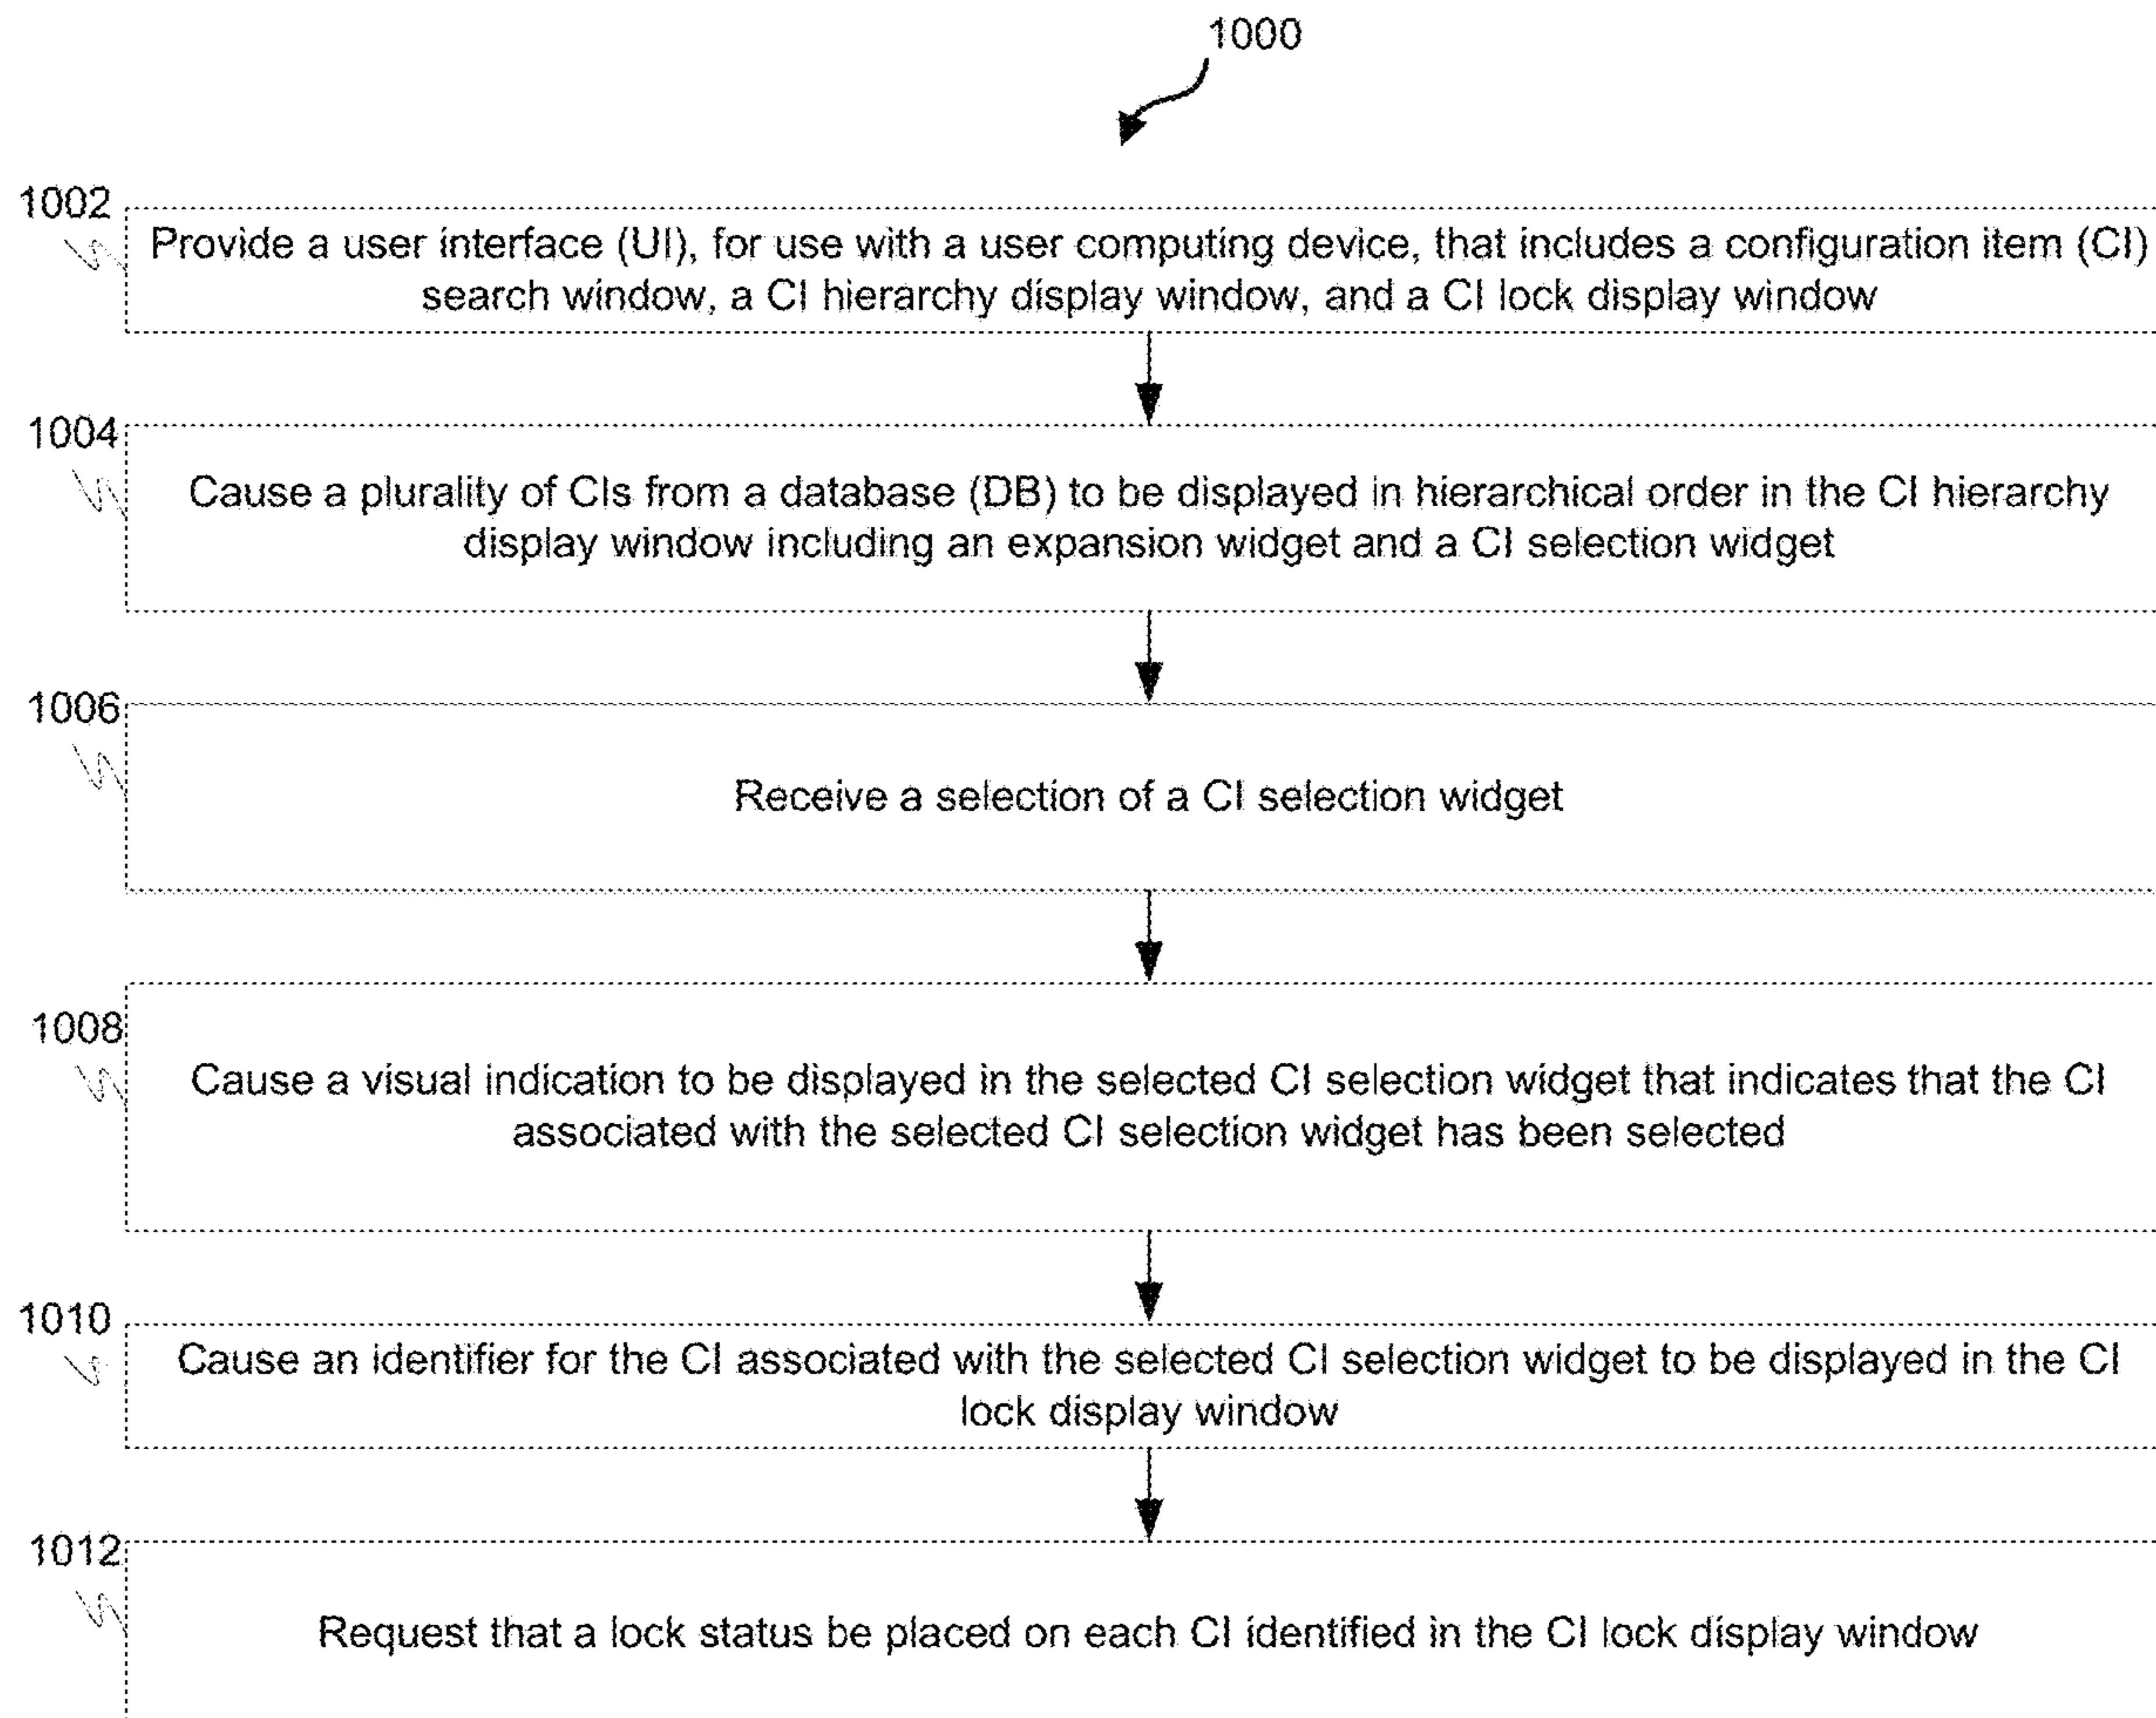 1000
1002
Provide a user interface (UI), for use with a user computing device, that includes a configuration item (CI)
search window, a CI hierarchy display window, and a CI lock display window
1004
Cause a plurality of CIs from a database (DB) to be displayed in hierarchical order in the CI hierarchy
display window including an expansion widget and a CI selection widget
1006
Receive a selection of a CI selection widget
1008
Cause a visual indication to be displayed in the selected CI selection widget that indicates that the CI
associated with the selected CI selection widget has been selected
1010
Cause an identifier for the CI associated with the selected CI selection widget to be displayed in the CI
lock display window
1012
Request that a lock status be placed on each CI identified in the CI lock display window